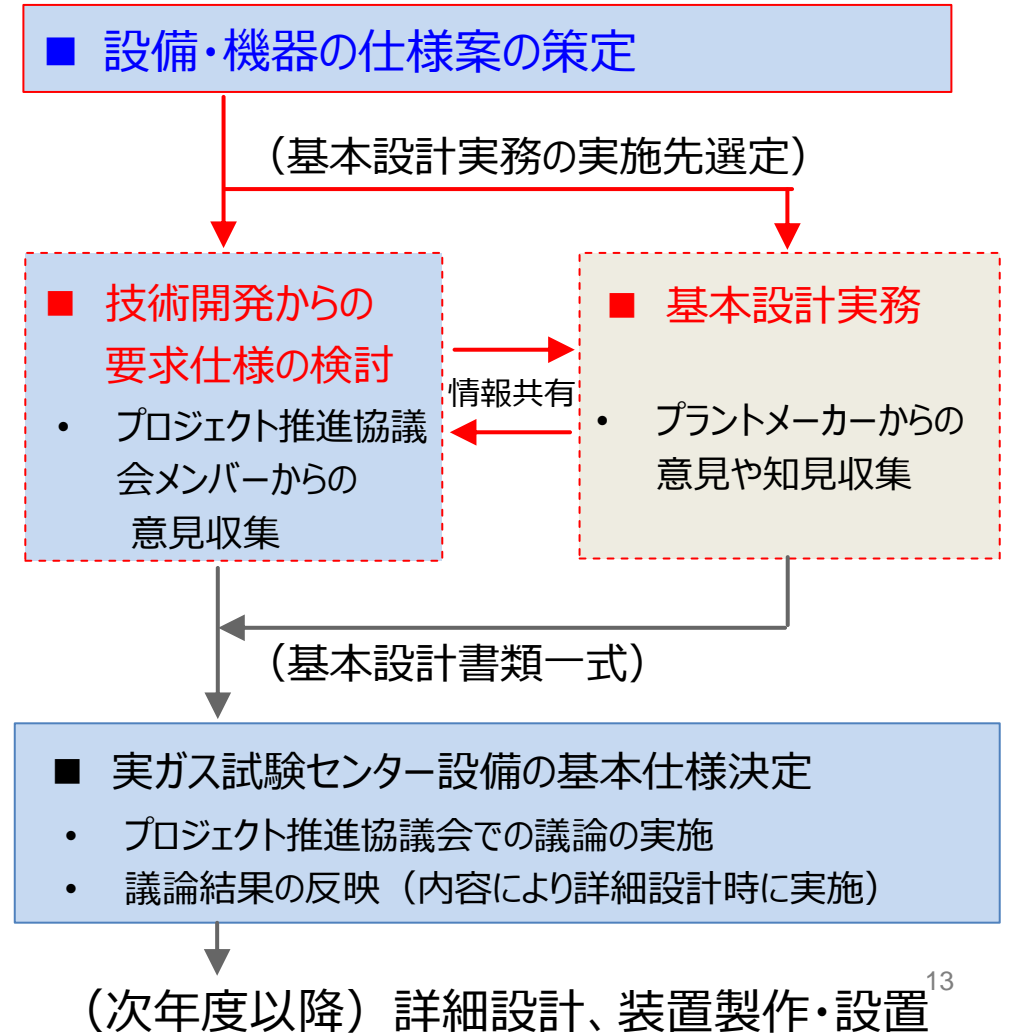 ■ 設備・機器の仕様案の策定
（基本設計実務の実施先選定）
■ 技術開発からの
要求仕様の検討
• プロジェクト推進協議
会メンバーからの
意見収集
情報共有
■ 基本設計実務
• プラントメーカーからの
意見や知見収集
（基本設計書類一式）
■ 実ガス試験センター設備の基本仕様決定
• プロジェクト推進協議会での議論の実施
• 議論結果の反映（内容により詳細設計時に実施）
（次年度以降）詳細設計、装置製作・設置
13